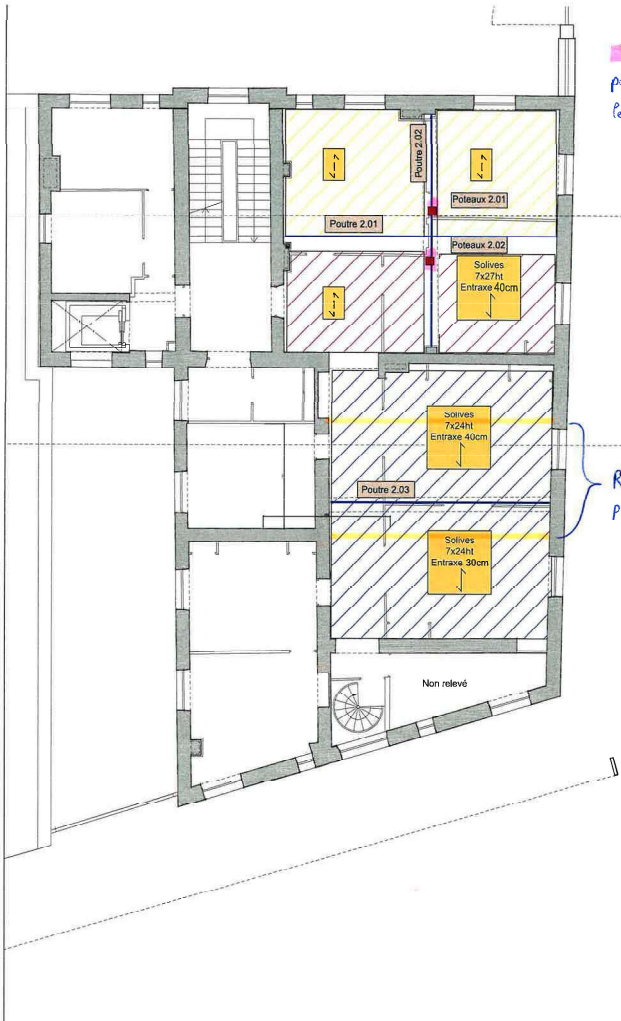 Poutre 2.02
Poteaux 2.01
Poutre 2.01
Poteaux 2.02
Solives
7x27ht
Entraxe 40cm
Solives
7x24ht
Entraxe 40cm
Poutre 2.03
Solives
7x24ht
Entraxe 30cm
Non relevé